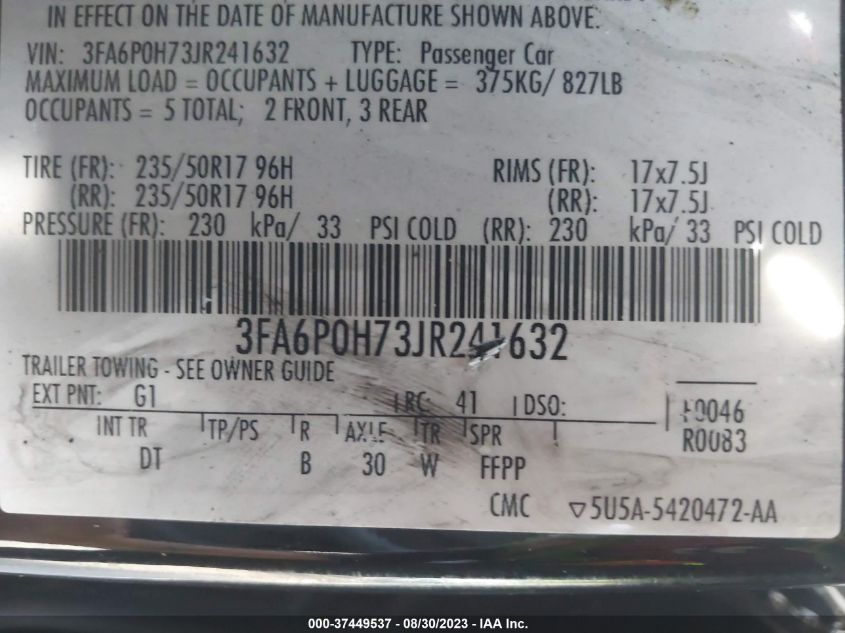 IN EFFECT ON THE DATE OF MANUFACTURE SHOWN ABOVE.
VIN: 3FA6P0H73JR241632 TYPE: Passenger Car
MAXIMUM LOAD = OCCUPANTS + LUGGAGE = 375KG/ 827LB
OCCUPANTS = 5 TOTAL; 2 FRONT, 3 REAR
TIRE (FR): 235/50R17 96H RIMS (FR): 17x7.5J
(RR): 235/50R17 96H (RR): 17x7.5J
PRESSURE (FR): 230 kPa/ 33 PSI COLD (RR): 230 kPa/ 33 PSI COLD
3FA6P0H73JR241632
TRAILER TOWING - SEE OWNER GUIDE
EXT PNT: G1 RC: 41 DSO:
F0046
R0083
INT TR TP/PS R AXLE TR SPR
DT B 30 W FFPP
CMC ▽5U5A-5420472-AA
000-37449537 - 08/30/2023 - IAA Inc.